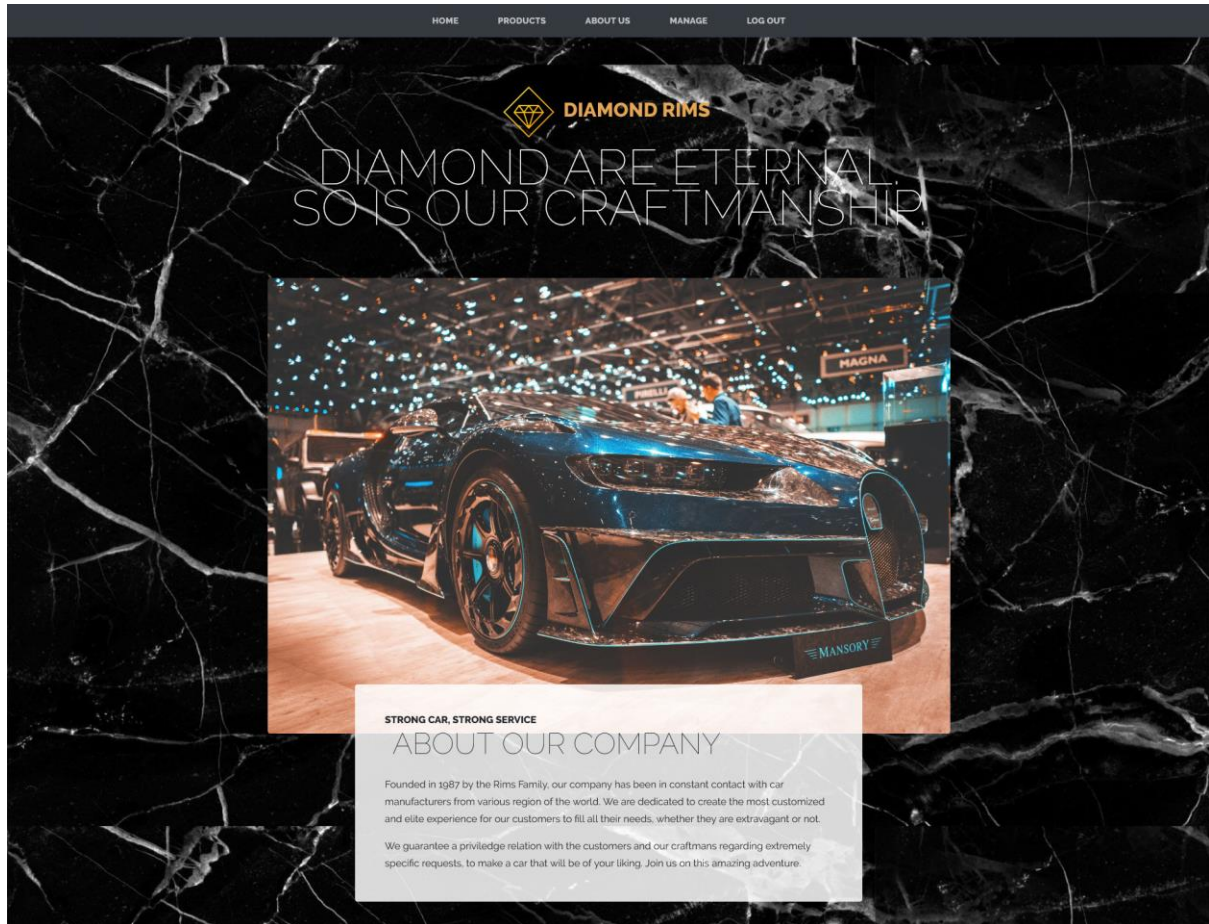 HOME PRODUCTS ABOUT US MANAGE LOG OUT
DIAMOND RIMS
DIAMOND ARE ETERNAL,
SO IS OUR CRAFTMANSHIP.
MAGNA
PIRELLI
MANSORY
STRONG CAR, STRONG SERVICE
ABOUT OUR COMPANY
Founded in 1987 by the Rims Family, our company has been in constant contact with car
manufacturers from various region of the world. We are dedicated to create the most customized
and elite experience for our customers to fill all their needs, whether they are extravagant or not.
We guarantee a priviledge relation with the customers and our craftmans regarding extremely
specific requests, to make a car that will be of your liking. Join us on this amazing adventure.